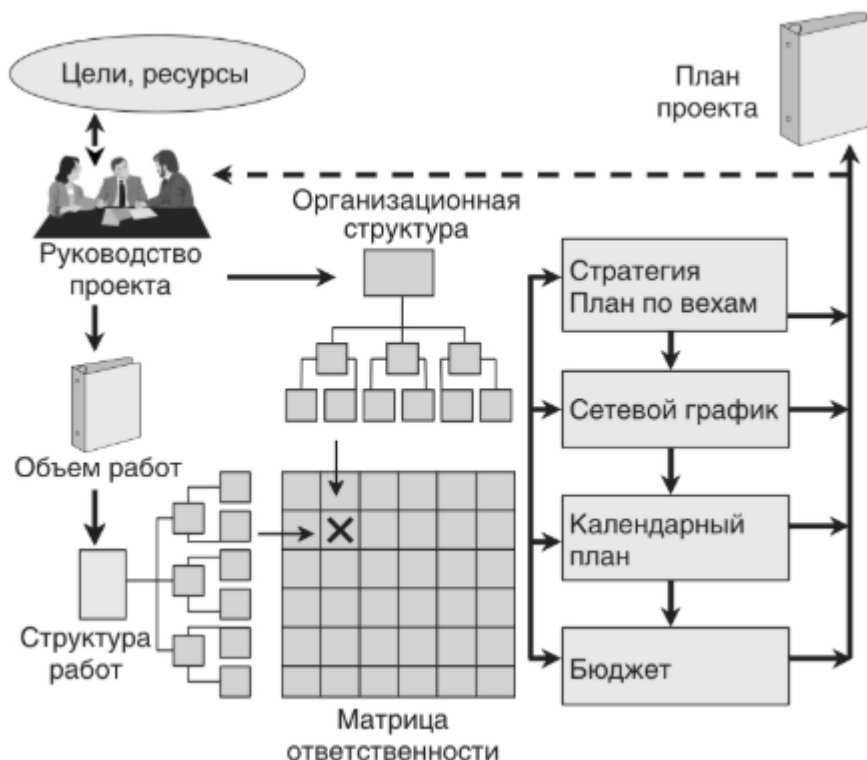 Цели, ресурсы
План
проекта
Руководство
проекта
Организационная
структура
Объем работ
Структура
работ
Матрица
ответственности
Стратегия
План по вехам
Сетевой график
Календарный
план
Бюджет